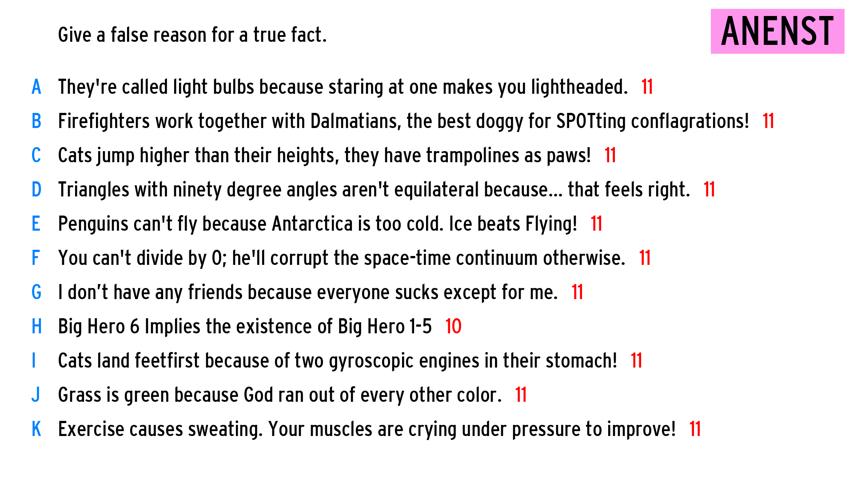 Give a false reason for a true fact.
ANENST
A They're called light bulbs because staring at one makes you lightheaded. 11
B Firefighters work together with Dalmatians, the best doggy for SPOTting conflagrations! 11
C Cats jump higher than their heights, they have trampolines as paws! 11
D Triangles with ninety degree angles aren't equilateral because... that feels right. 11
E Penguins can't fly because Antarctica is too cold. Ice beats Flying! 11
F You can't divide by 0; he'll corrupt the space-time continuum otherwise. 11
G I don’t have any friends because everyone sucks except for me. 11
H Big Hero 6 Implies the existence of Big Hero 1-5 10
I Cats land feetfirst because of two gyroscopic engines in their stomach! 11
J Grass is green because God ran out of every other color. 11
K Exercise causes sweating. Your muscles are crying under pressure to improve! 11